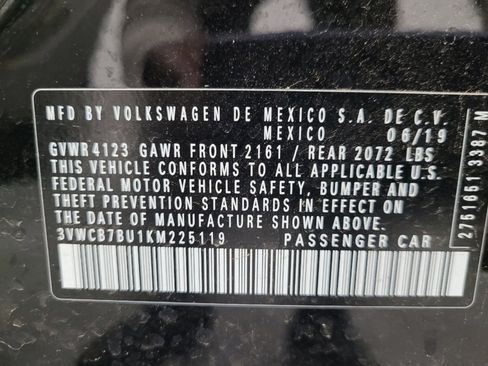 MFD BY VOLKSWAGEN DE MEXICO S.A. DE C.V.
MEXICO 06/19
GVWR 4123 GAWR FRONT 2161 / REAR 2072 LBS
THIS VEHICLE CONFORMS TO ALL APPLICABLE
FEDERAL MOTOR VEHICLE SAFETY, BUMPER AND
THEFT PREVENTION STANDARDS IN EFFECT ON
THE DATE OF MANUFACTURE SHOWN ABOVE.
3VWCB7BU1KM225119 PASSENGER CAR
2751651 3387 M